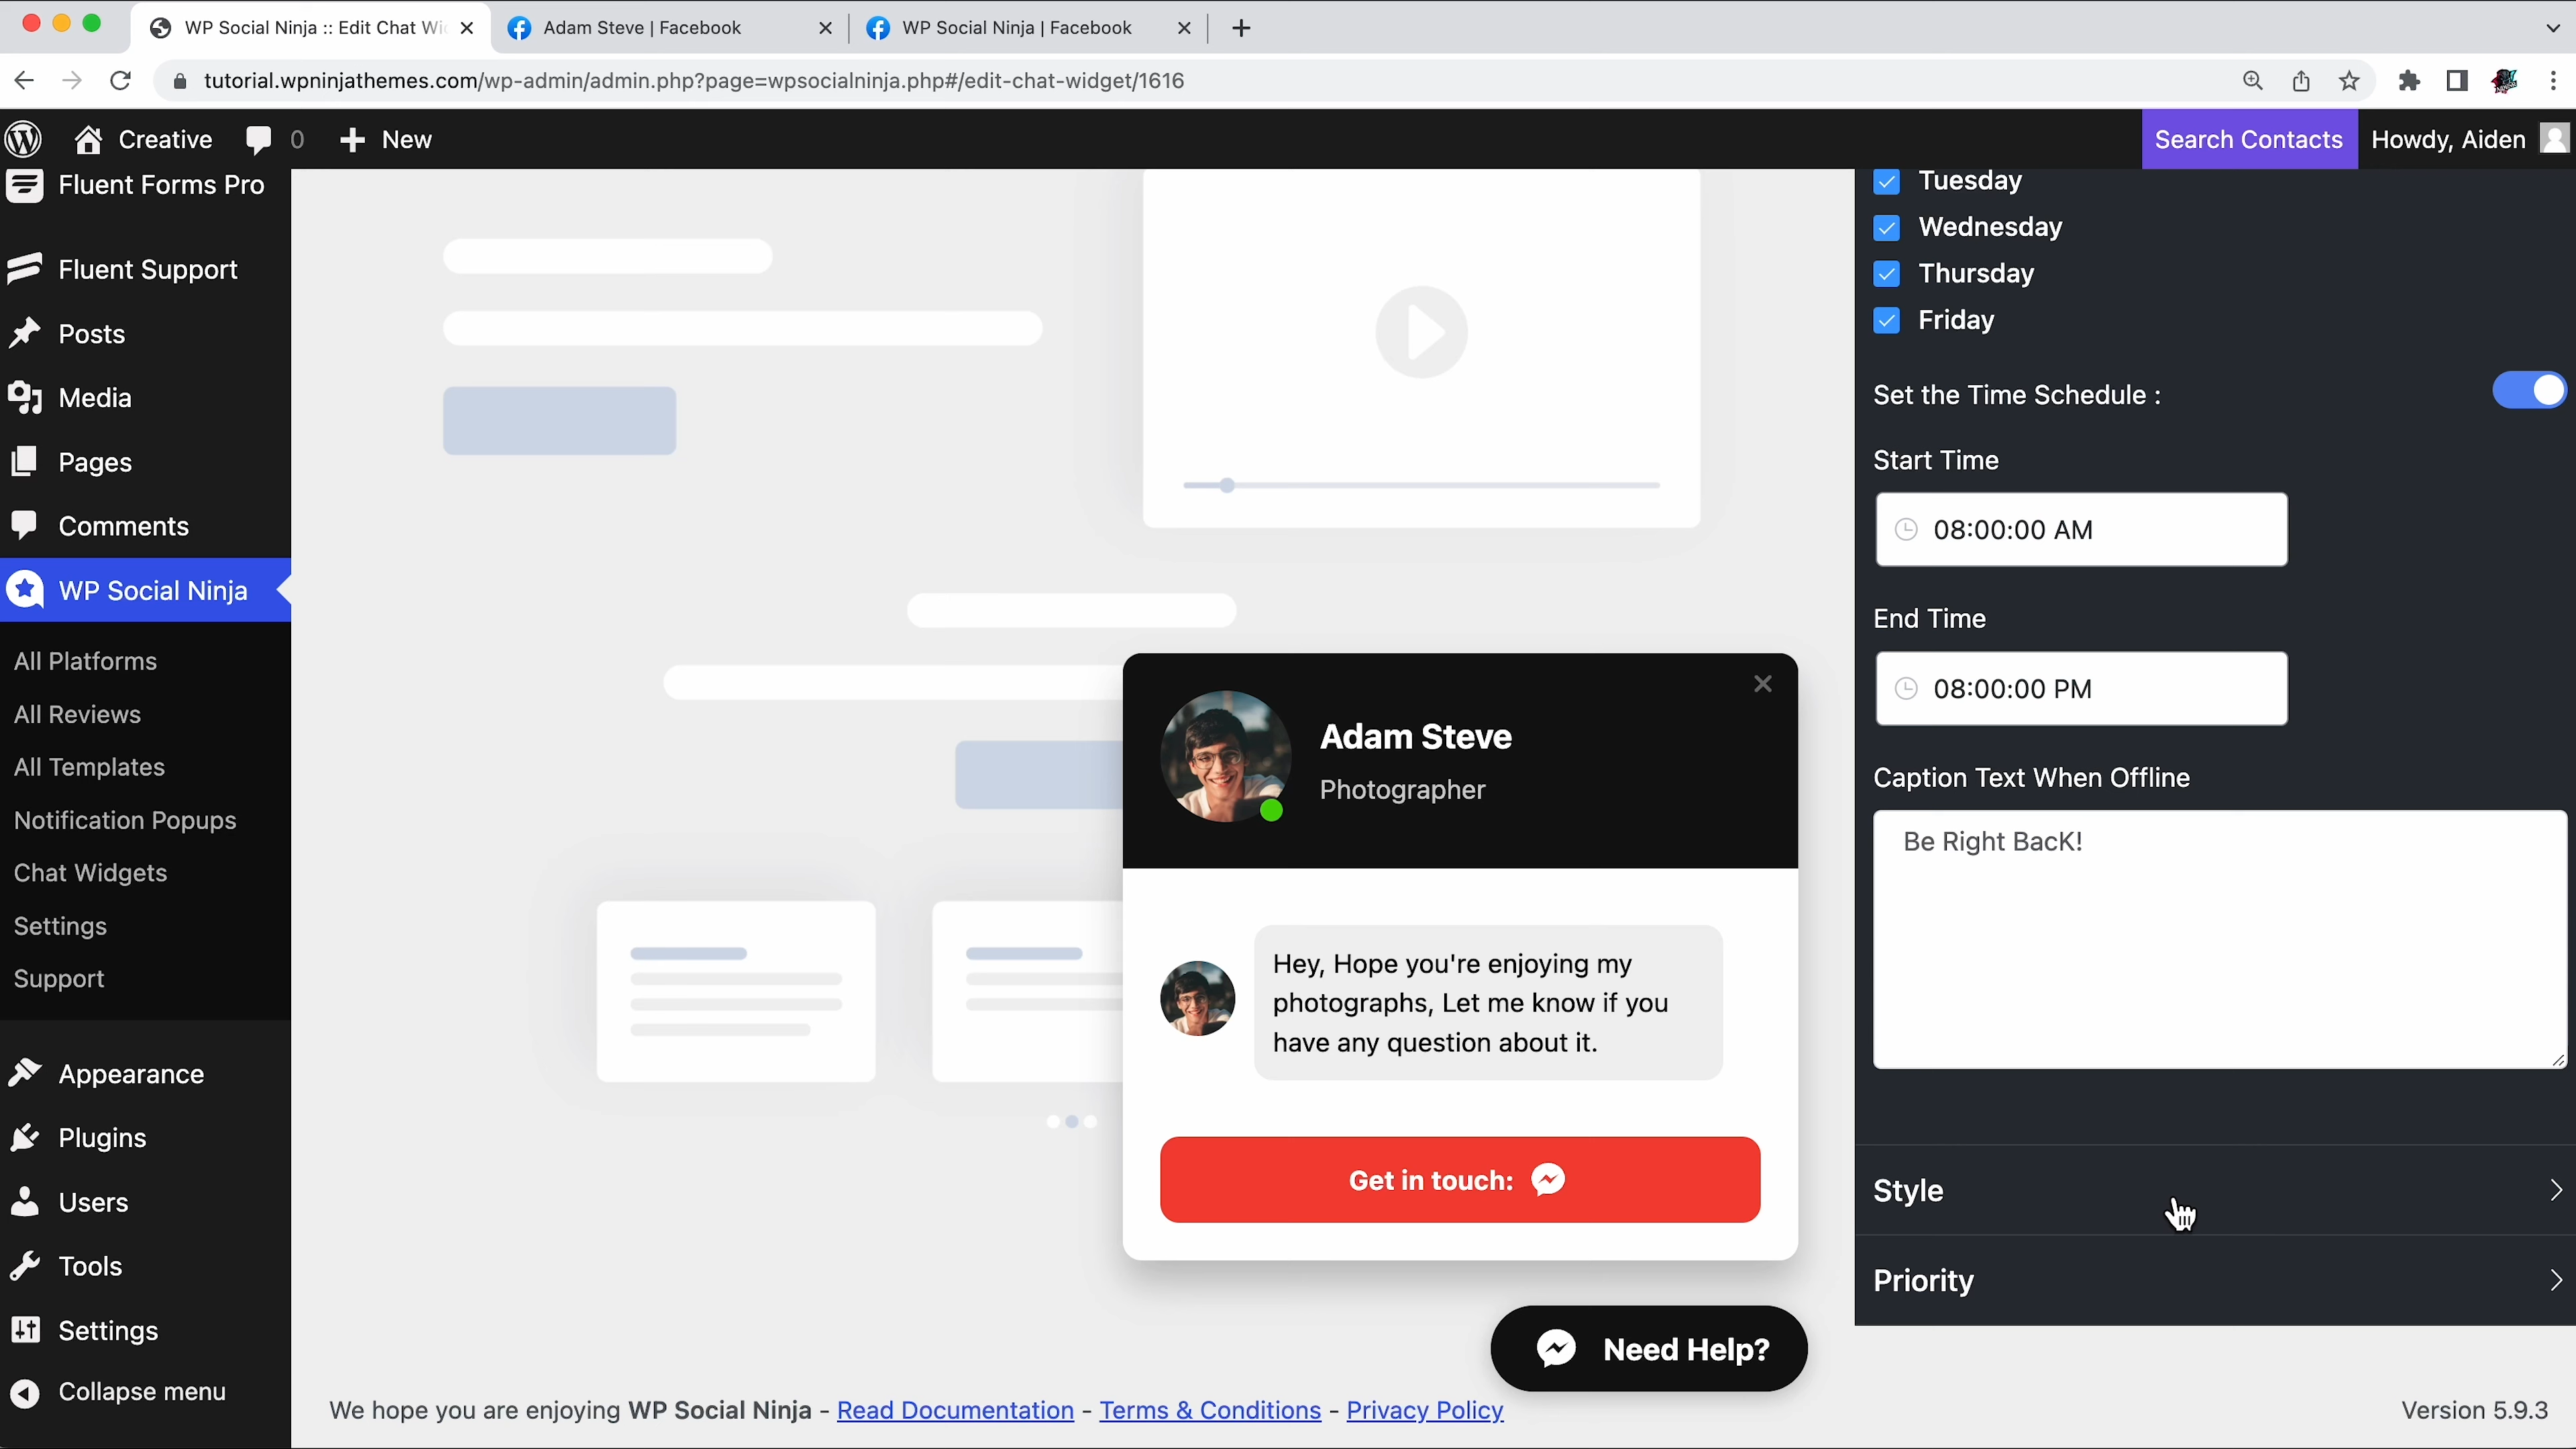 WP Social Ninja :: Edit Chat Wi
Adam Steve | Facebook
WP Social Ninja | Facebook
tutorial.wpninjathemes.com/wp-admin/admin.php?page=wpsocialninja.php#/edit-chat-widget/1616
Creative
0
New
Search Contacts
Howdy, Aiden
Fluent Forms Pro
Fluent Support
Posts
Media
Pages
Comments
WP Social Ninja
All Platforms
All Reviews
All Templates
Notification Popups
Chat Widgets
Settings
Support
Appearance
Plugins
Users
Tools
Settings
Collapse menu
Adam Steve
Photographer
Hey, Hope you're enjoying my
photographs, Let me know if you
have any question about it.
Get in touch:
Need Help?
Tuesday
Wednesday
Thursday
Friday
Set the Time Schedule :
Start Time
08:00:00 AM
End Time
08:00:00 PM
Caption Text When Offline
Be Right BacK!
Style
Priority
We hope you are enjoying WP Social Ninja - Read Documentation - Terms & Conditions - Privacy Policy
Version 5.9.3